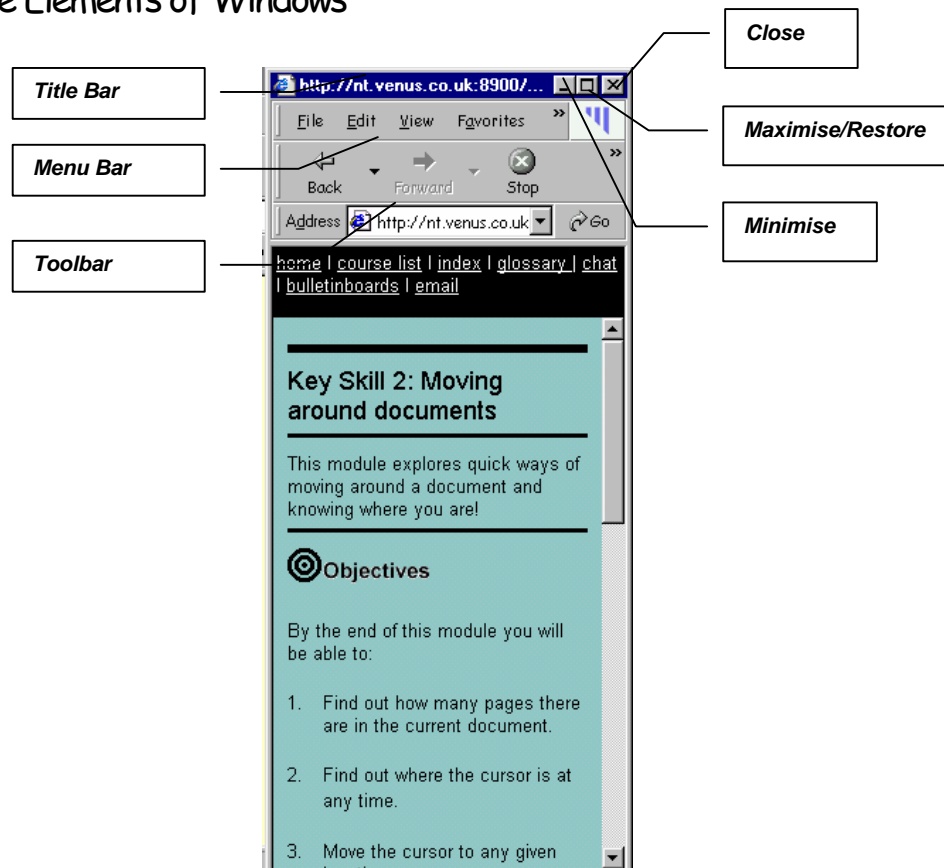 e Elements of Windows
Close
Title Bar
http://nt.venus.co.uk:8900/...
Maximise/Restore
File Edit View Favorites »
Menu Bar
Back Forward Stop »
Minimise
Address http://nt.venus.co.uk Go
Toolbar
home | course list | index | glossary | chat
| bulletinboards | email
Key Skill 2: Moving
around documents
This module explores quick ways of
moving around a document and
knowing where you are!
Objectives
By the end of this module you will
be able to:
1. Find out how many pages there
are in the current document.
2. Find out where the cursor is at
any time.
3. Move the cursor to any given